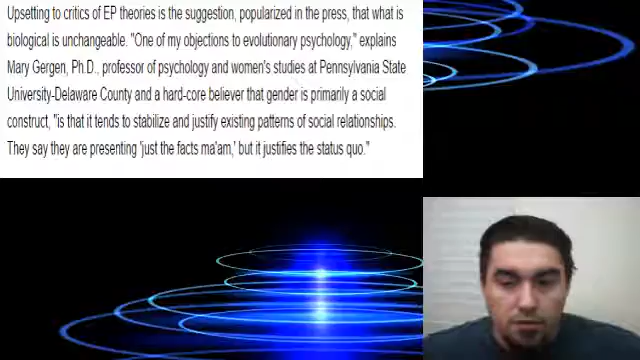 Upsetting to critics of EP theories is the suggestion, popularized in the press, that what is
biological is unchangeable. "One of my objections to evolutionary psychology," explains
Mary Gergen, Ph.D., professor of psychology and women's studies at Pennsylvania State
University-Delaware County and a hard-core believer that gender is primarily a social
construct, "is that it tends to stabilize and justify existing patterns of social relationships.
They say they are presenting 'just the facts ma'am,' but it justifies the status quo."